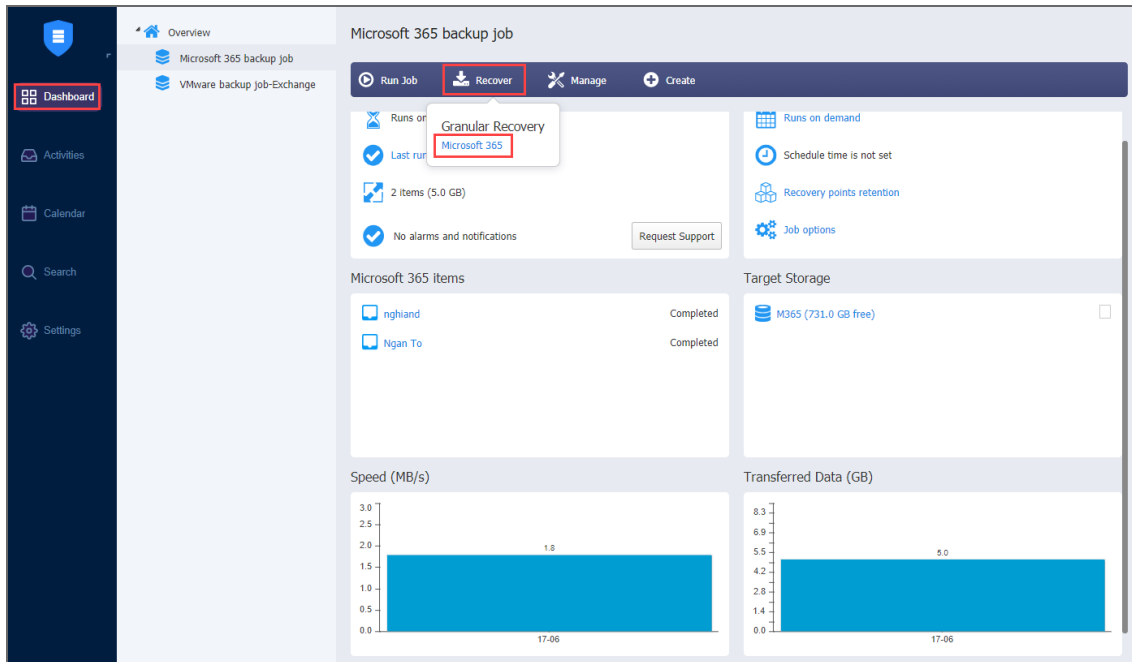 Overview
Microsoft 365 backup job
VMware backup job-Exchange
Dashboard
Activities
Calendar
Search
Settings
Microsoft 365 backup job
Run Job Recover Manage Create
Granular Recovery
Microsoft 365
Runs on
Last run
2 items (5.0 GB)
No alarms and notifications
Request Support
Runs on demand
Schedule time is not set
Recovery points retention
Job options
Microsoft 365 items
nghiand Completed
Ngan To Completed
Target Storage
M365 (731.0 GB free)
Speed (MB/s)
3.0
2.5
2.0
1.5
1.0
0.5
0.0
1.8
17-06
Transferred Data (GB)
8.3
6.9
5.5
4.2
2.8
1.4
0.0
5.0
17-06